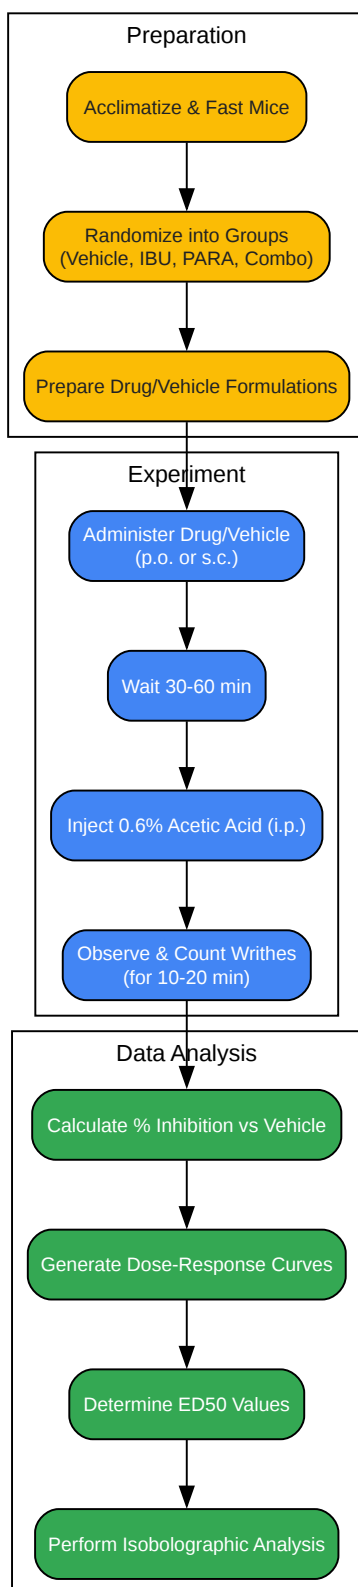 Preparation
Acclimatize & Fast Mice
Randomize into Groups
(Vehicle, IBU, PARA, Combo)
Prepare Drug/Vehicle Formulations
Experiment
Administer Drug/Vehicle
(p.o. or s.c.)
Wait 30-60 min
Inject 0.6% Acetic Acid (i.p.)
Observe & Count Writhes
(for 10-20 min)
Data Analysis
Calculate % Inhibition vs Vehicle
Generate Dose-Response Curves
Determine ED50 Values
Perform Isobolographic Analysis